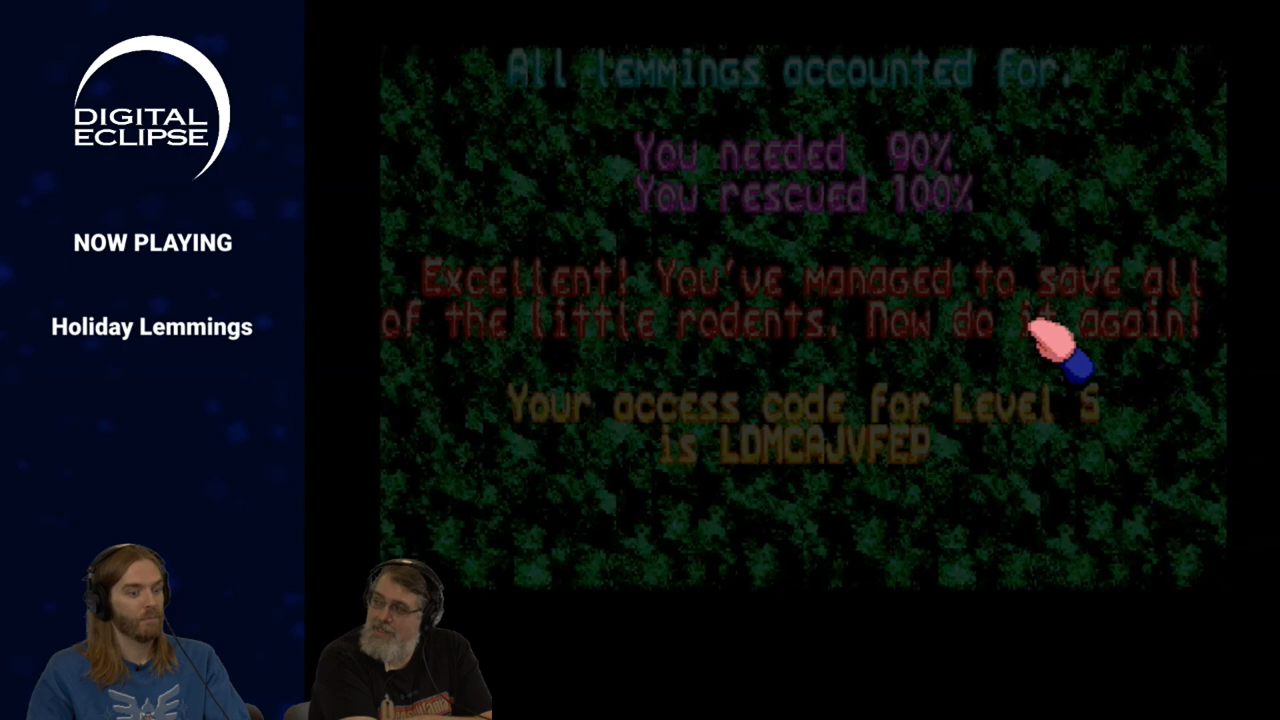 DIGITAL
ECLIPSE
NOW PLAYING
Holiday Lemmings
All lemmings accounted for.
You needed 90%
You rescued 100%
Excellent! You've managed to save all
of the little rodents. Now do it again!
Your access code for Level 5
is LDMCAJVFEP